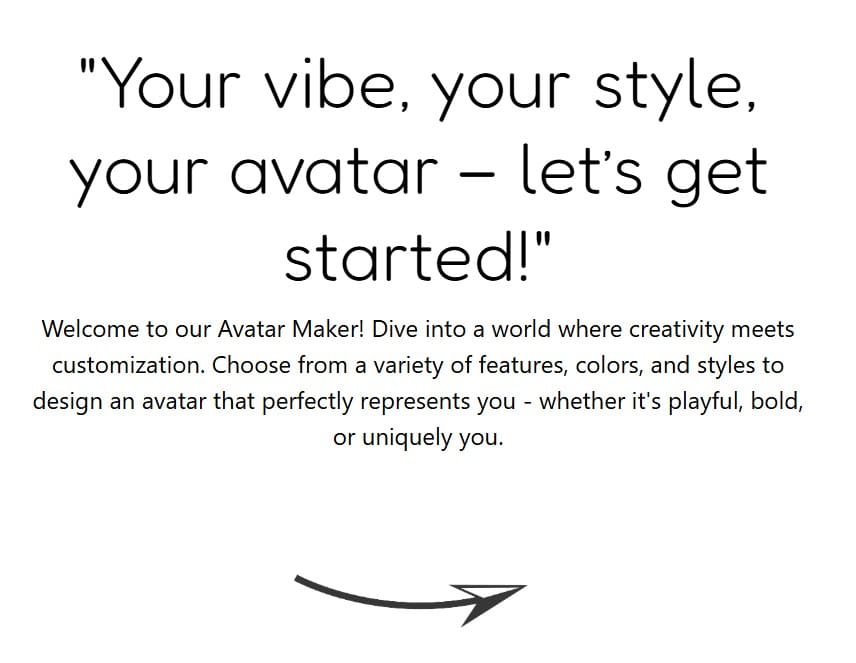 "Your vibe, your style,
your avatar – let’s get
started!"
Welcome to our Avatar Maker! Dive into a world where creativity meets
customization. Choose from a variety of features, colors, and styles to
design an avatar that perfectly represents you - whether it's playful, bold,
or uniquely you.